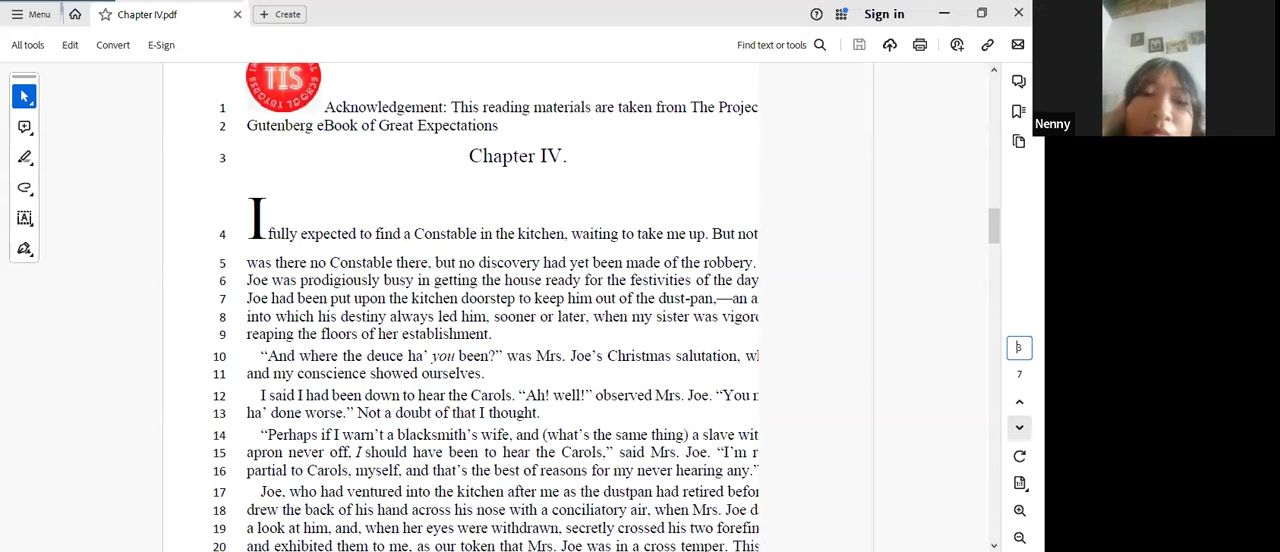 Menu
Chapter IV.pdf
Create
Sign in
All tools
Edit
Convert
E-Sign
Find text or tools
Nenny
TIS
1 Acknowledgement: This reading materials are taken from The Projec
2 Gutenberg eBook of Great Expectations
3 Chapter IV.
4 I fully expected to find a Constable in the kitchen, waiting to take me up. But not
5 was there no Constable there, but no discovery had yet been made of the robbery.
6 Joe was prodigiously busy in getting the house ready for the festivities of the day
7 Joe had been put upon the kitchen doorstep to keep him out of the dust-pan,—an a
8 into which his destiny always led him, sooner or later, when my sister was vigoro
9 reaping the floors of her establishment.
10 “And where the deuce ha’ you been?” was Mrs. Joe’s Christmas salutation, wh
11 and my conscience showed ourselves.
12 I said I had been down to hear the Carols. “Ah! well!” observed Mrs. Joe. “You m
13 ha’ done worse.” Not a doubt of that I thought.
14 “Perhaps if I warn’t a blacksmith’s wife, and (what’s the same thing) a slave wit
15 apron never off, I should have been to hear the Carols,” said Mrs. Joe. “I’m r
16 partial to Carols, myself, and that’s the best of reasons for my never hearing any.”
17 Joe, who had ventured into the kitchen after me as the dustpan had retired befor
18 drew the back of his hand across his nose with a conciliatory air, when Mrs. Joe d
19 a look at him, and, when her eyes were withdrawn, secretly crossed his two forefin
20 and exhibited them to me, as our token that Mrs. Joe was in a cross temper. This
7